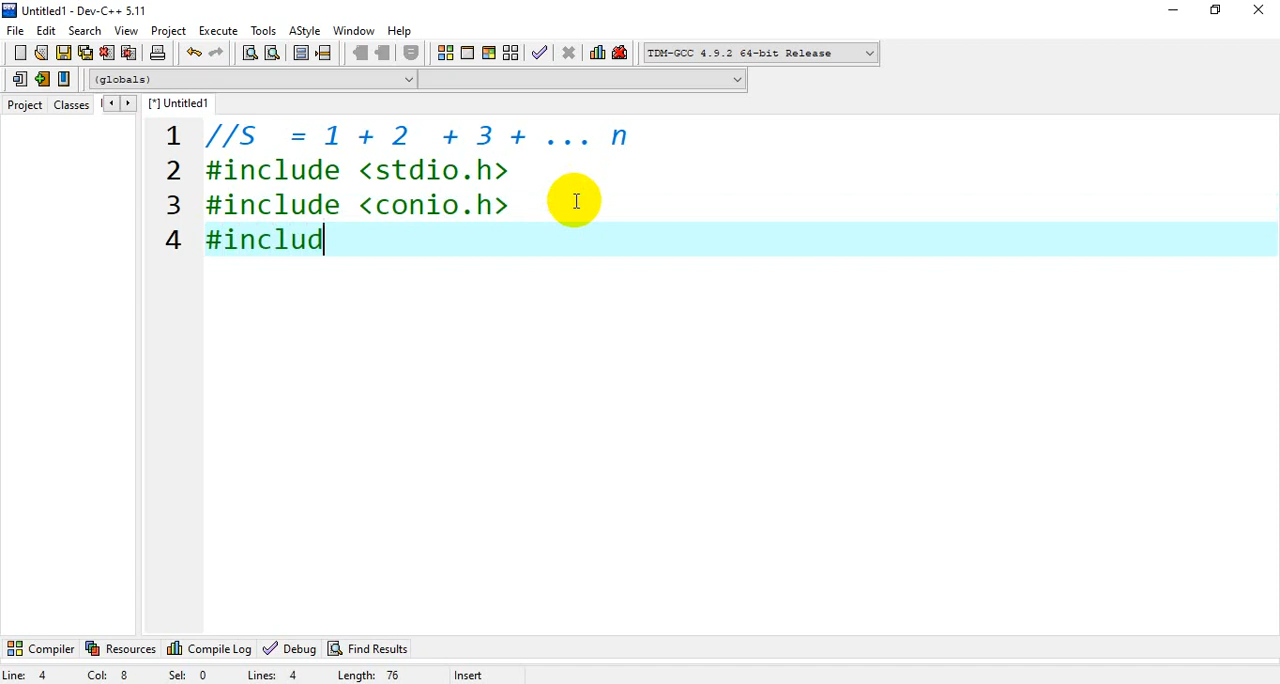 Untitled1 - Dev-C++ 5.11
File Edit Search View Project Execute Tools AStyle Window Help
TDM-GCC 4.9.2 64-bit Release
(globals)
Project Classes [*] Untitled1
1 //S = 1 + 2 + 3 + ... n
2 #include <stdio.h>
3 #include <conio.h>
4 #includ
Compiler Resources Compile Log Debug Find Results
Line: 4 Col: 8 Sel: 0 Lines: 4 Length: 76 Insert